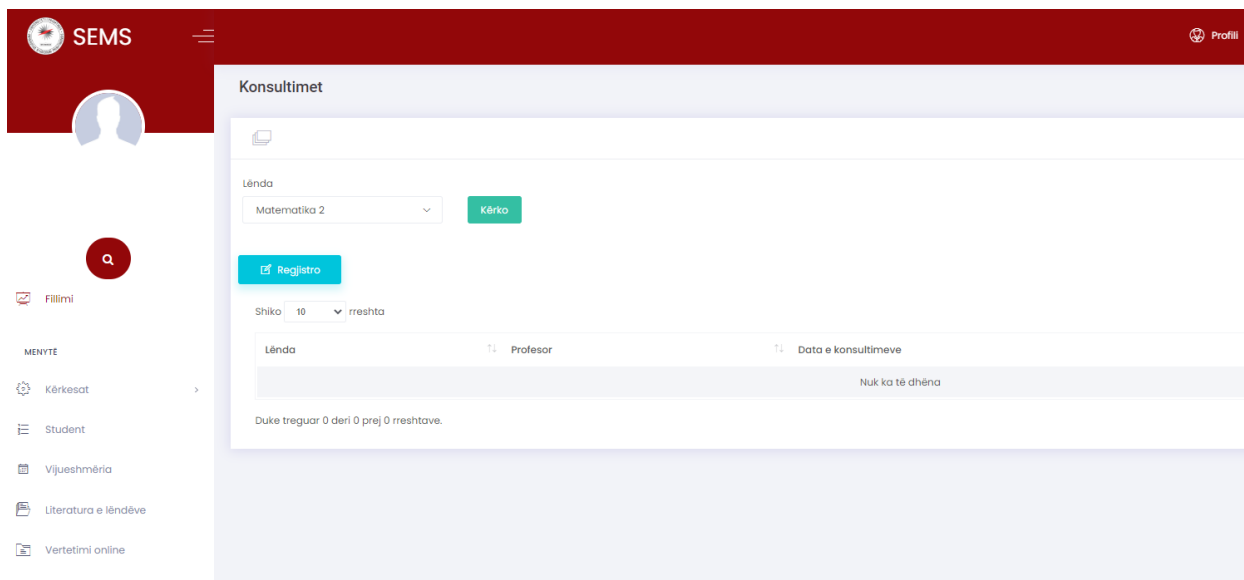 SEMS
Profili
Konsultimet
Lënda
Matematika 2
Kërko
Regjistro
Fillimi
Shiko 10 rreshta
MENYTË
Lënda Profesor Data e konsultimeve
Nuk ka të dhëna
Kërkesat
Duke treguar 0 deri 0 prej 0 rreshtave.
Student
Vijueshmëria
Literatura e lëndëve
Vertetimi online